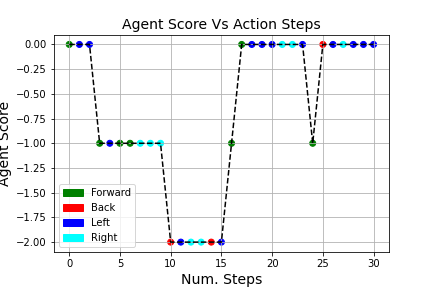 Agent Score Vs Action Steps
Agent Score
0.00
−0.25
−0.50
−0.75
−1.00
−1.25
−1.50
−1.75
−2.00
Forward
Back
Left
Right
0 5 10 15 20 25 30
Num. Steps